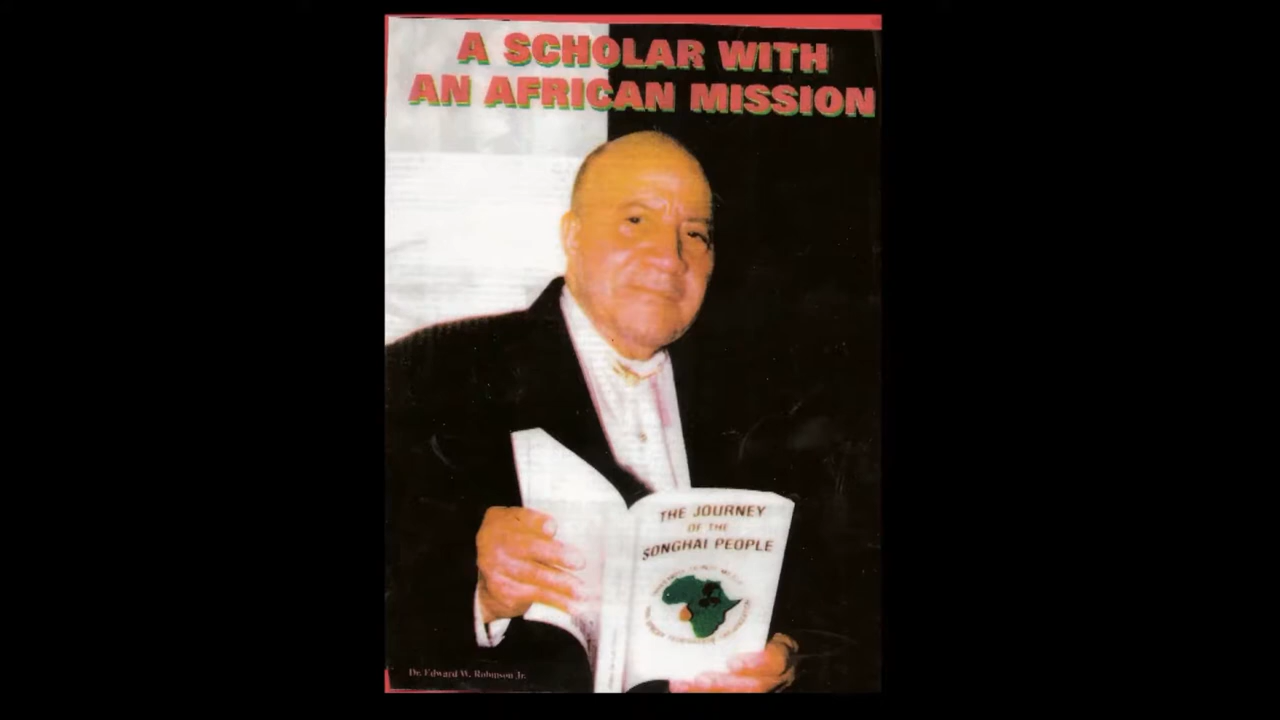 A SCHOLAR WITH
AN AFRICAN MISSION
THE JOURNEY
OF THE
SONGHAI PEOPLE
Dr. Edward W. Robinson Jr.